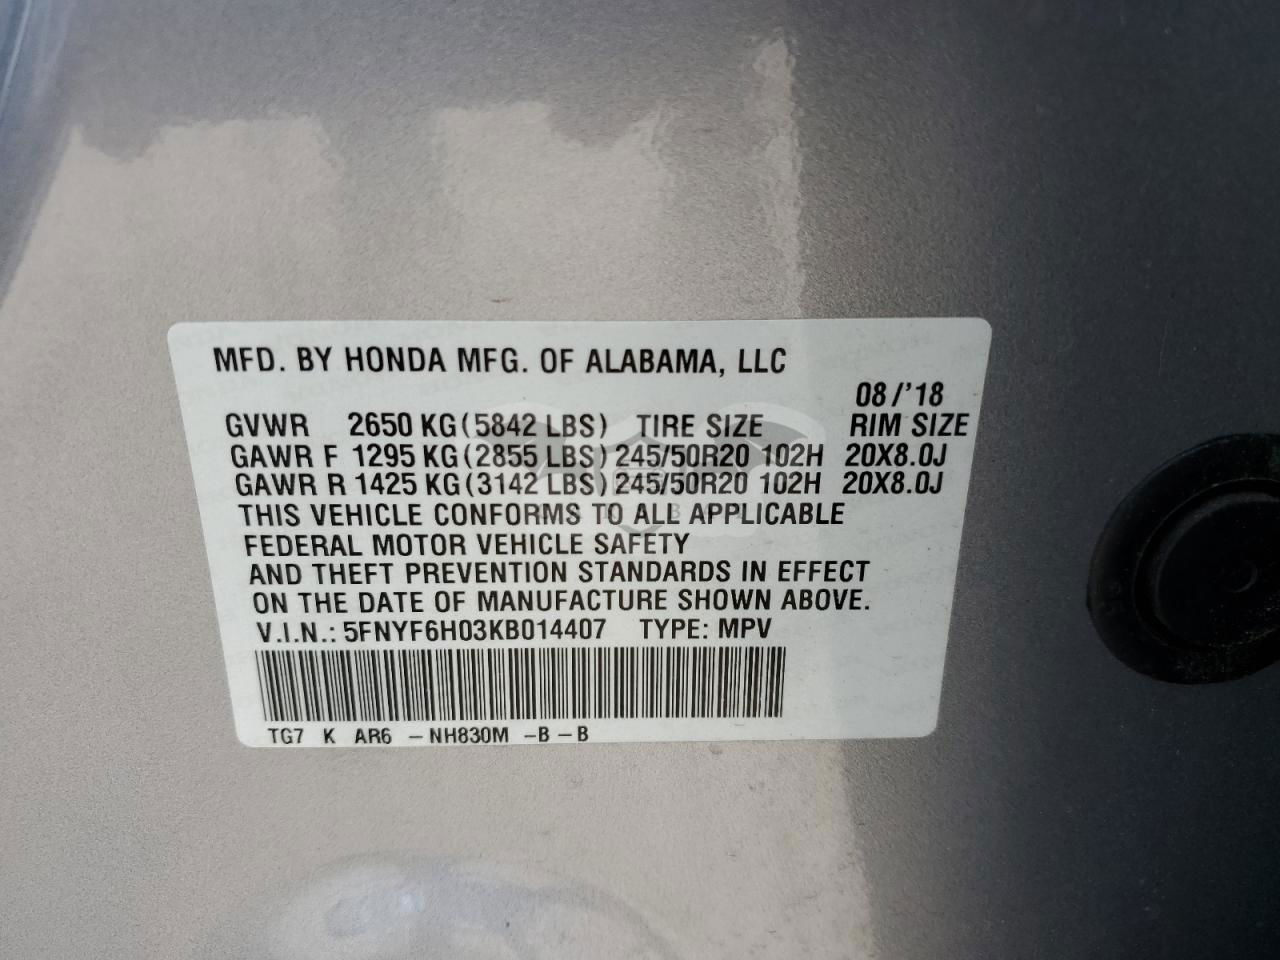 MFD. BY HONDA MFG. OF ALABAMA, LLC
08/'18
GVWR 2650 KG(5842 LBS) TIRE SIZE RIM SIZE
GAWR F 1295 KG(2855 LBS) 245/50R20 102H 20X8.0J
GAWR R 1425 KG(3142 LBS) 245/50R20 102H 20X8.0J
THIS VEHICLE CONFORMS TO ALL APPLICABLE
FEDERAL MOTOR VEHICLE SAFETY
AND THEFT PREVENTION STANDARDS IN EFFECT
ON THE DATE OF MANUFACTURE SHOWN ABOVE.
V.I.N.: 5FNYF6H03KB014407 TYPE: MPV
TG7 K AR6 -NH830M -B-B